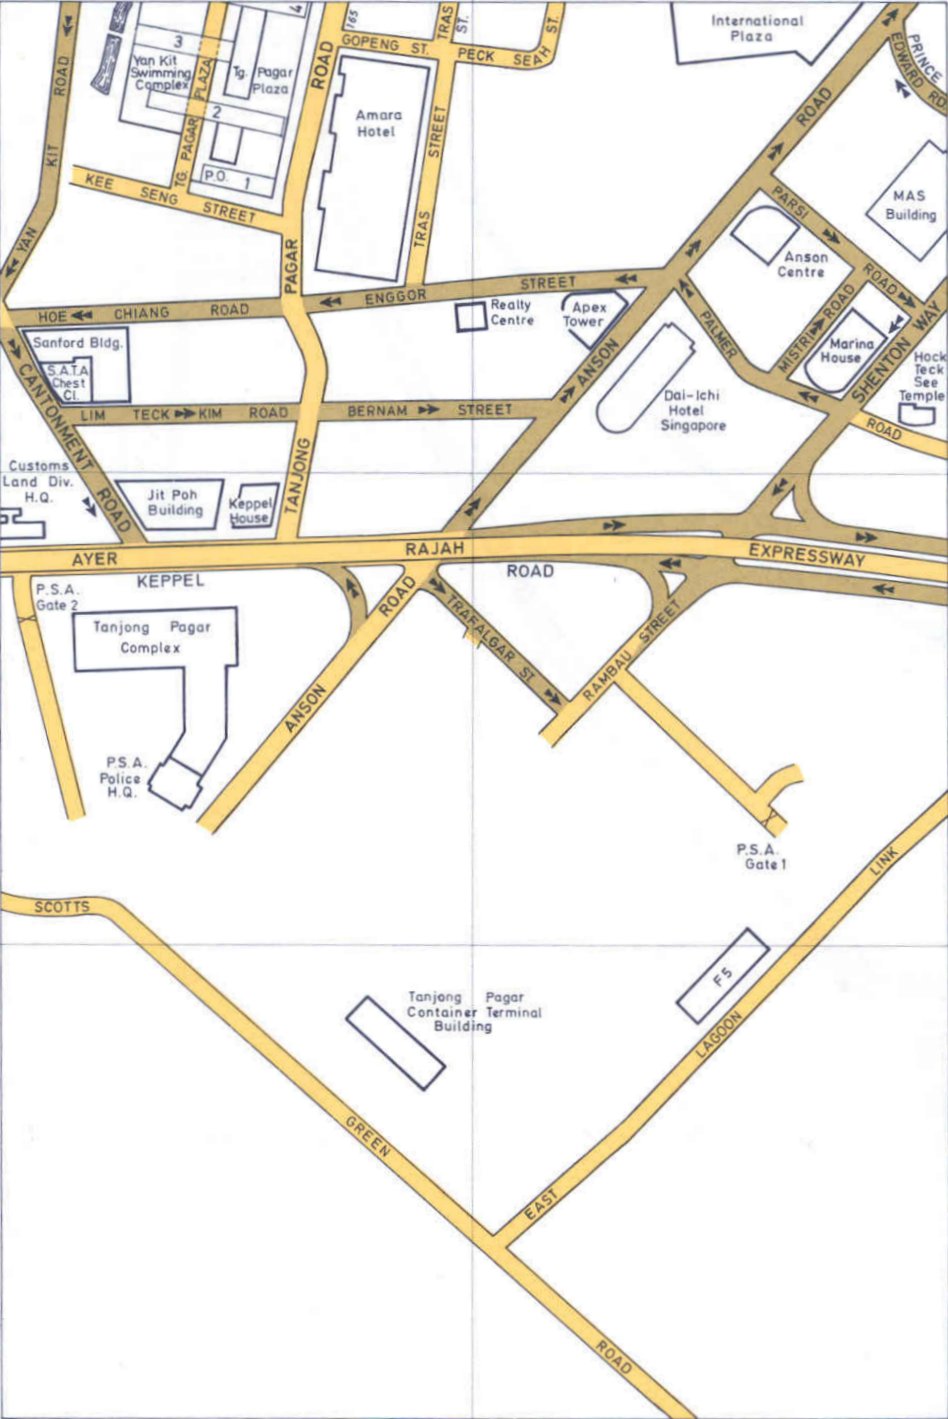 ROAD
KIT
YAN
3
4
Yan Kit
Swimming
Complex
PLAZA
TG. PAGAR
Tg. Pagar
Plaza
2
P.O. 1
165
ROAD
PAGAR
TANJONG
GOPENG ST.
TRAS
ST.
PECK SEAH ST.
Amara
Hotel
STREET
TRAS
KEE SENG STREET
International
Plaza
PRINCE
EDWARD RD
ROAD
ANSON
MAS
Building
PARSI
ROAD
Anson
Centre
MISTRI ROAD
PALMER
ROAD
Marina
House
SHENTON WAY
Hock
Teck
See
Temple
HOE CHIANG ROAD
ENGGOR STREET
Realty
Centre
Apex
Tower
Dai-Ichi
Hotel
Singapore
Sanford Bldg.
S.A.T.A
Chest
Cl.
CANTONMENT ROAD
LIM TECK KIM ROAD
BERNAM STREET
Customs
Land Div.
H.Q.
Jit Poh
Building
Keppel
House
AYER RAJAH EXPRESSWAY
KEPPEL ROAD
P.S.A.
Gate 2
Tanjong Pagar
Complex
ANSON ROAD
TRAFALGAR ST
RAMBAU STREET
P.S.A.
Police
H.Q.
P.S.A.
Gate 1
SCOTTS
GREEN
ROAD
EAST
LAGOON
LINK
F5
Tanjong Pagar
Container Terminal
Building